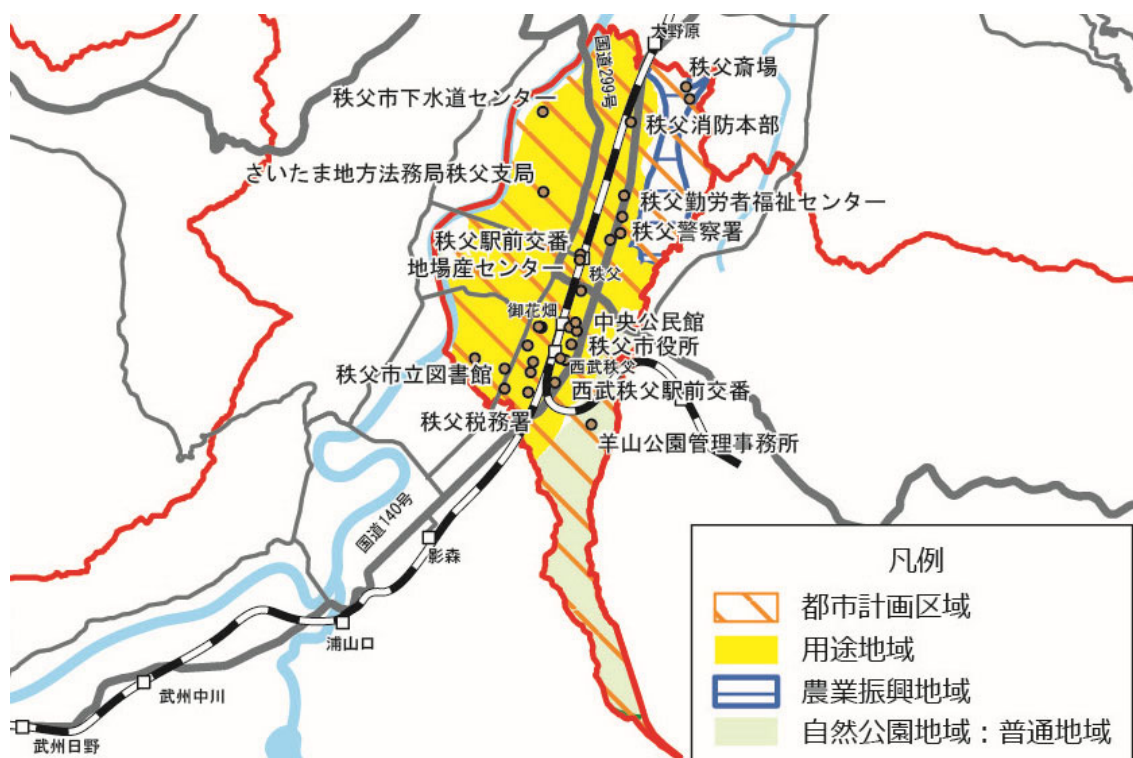 大野原
国道299号
秩父斎場
秩父市下水道センター
秩父消防本部
さいたま地方法務局秩父支局
秩父勤労者福祉センター
秩父駅前交番
秩父警察署
地場産センター
秩父
御花畑
中央公民館
秩父市役所
西武秩父
秩父市立図書館
西武秩父駅前交番
秩父税務署
羊山公園管理事務所
国道140号
影森
浦山口
武州中川
武州日野
凡例
都市計画区域
用途地域
農業振興地域
自然公園地域：普通地域